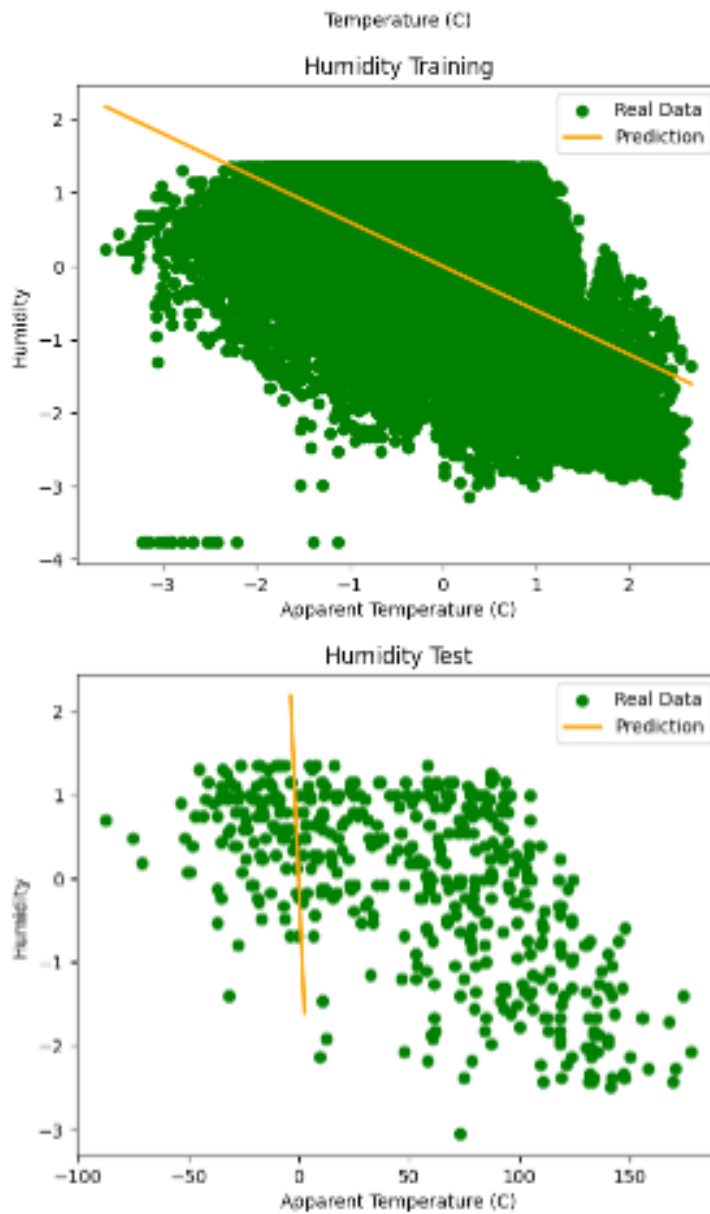 Temperature (C)
Humidity Training
Real Data
Prediction
2
1
0
−1
−2
−3
−4
Humidity
−3
−2
−1
0
1
2
Apparent Temperature (C)
Humidity Test
Real Data
Prediction
2
1
0
−1
−2
−3
Humidity
−100
−50
0
50
100
150
Apparent Temperature (C)